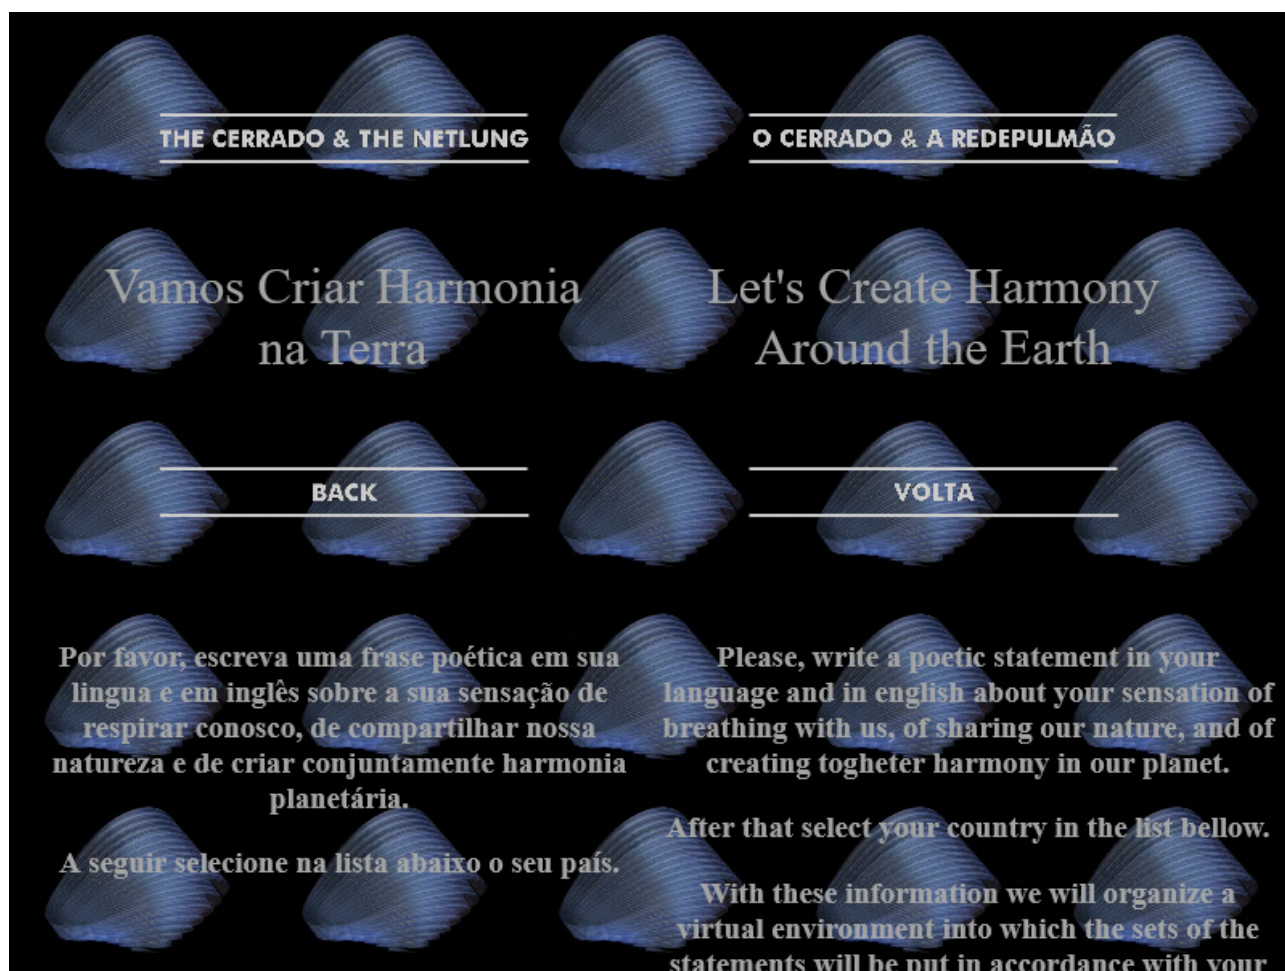 THE CERRADO & THE NETLUNG
O CERRADO & A REDEPULMÃO
Vamos Criar Harmonia
na Terra
Let's Create Harmony
Around the Earth
BACK
VOLTA
Por favor, escreva uma frase poética em sua
lingua e em inglês sobre a sua sensação de
respirar conosco, de compartilhar nossa
natureza e de criar conjuntamente harmonia
planetária.
A seguir selecione na lista abaixo o seu país.
Please, write a poetic statement in your
language and in english about your sensation of
breathing with us, of sharing our nature, and of
creating togheter harmony in our planet.
After that select your country in the list bellow.
With these information we will organize a
virtual environment into which the sets of the
statements will be put in accordance with your